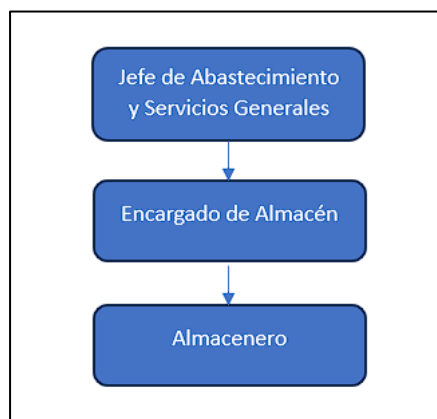 Jefe de Abastecimiento
y Servicios Generales
Encargado de Almacén
Almacenero